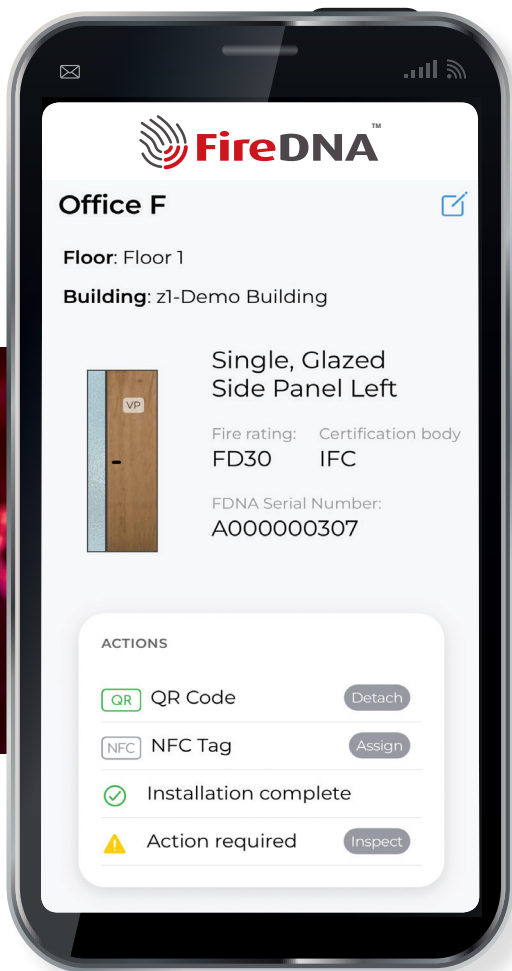 FireDNA™
Office F
Floor: Floor 1
Building: z1-Demo Building
Single, Glazed
Side Panel Left
VP
Fire rating: Certification body
FD30 IFC
FDNA Serial Number:
A000000307
ACTIONS
QR QR Code Detach
NFC NFC Tag Assign
Installation complete
Action required Inspect